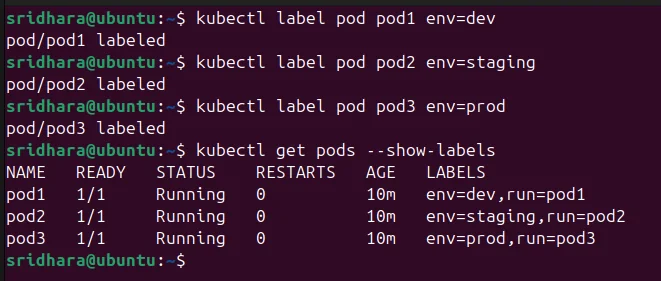 sridhara@ubuntu:~$ kubectl label pod pod1 env=dev
pod/pod1 labeled
sridhara@ubuntu:~$ kubectl label pod pod2 env=staging
pod/pod2 labeled
sridhara@ubuntu:~$ kubectl label pod pod3 env=prod
pod/pod3 labeled
sridhara@ubuntu:~$ kubectl get pods --show-labels
NAME   READY   STATUS    RESTARTS   AGE   LABELS
pod1   1/1     Running   0          10m   env=dev,run=pod1
pod2   1/1     Running   0          10m   env=staging,run=pod2
pod3   1/1     Running   0          10m   env=prod,run=pod3
sridhara@ubuntu:~$